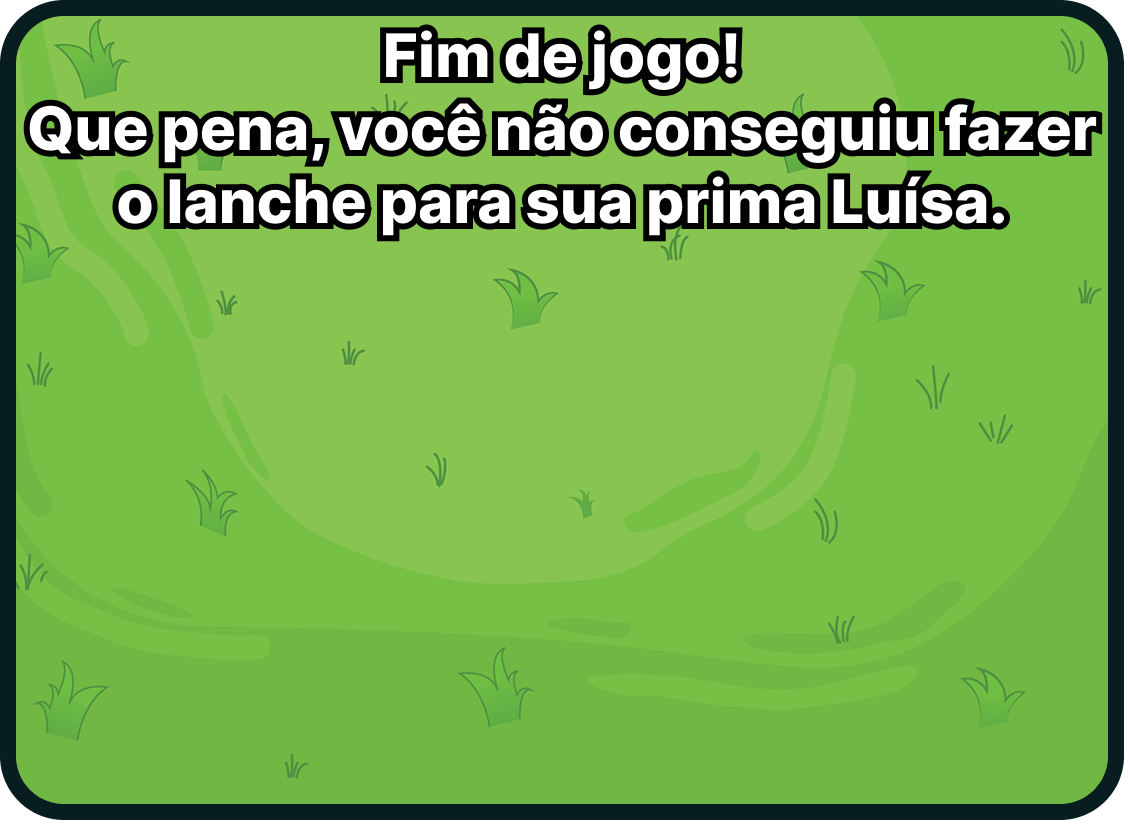 Fim de jogo!
Que pena, você não conseguiu fazer
o lanche para sua prima Luísa.